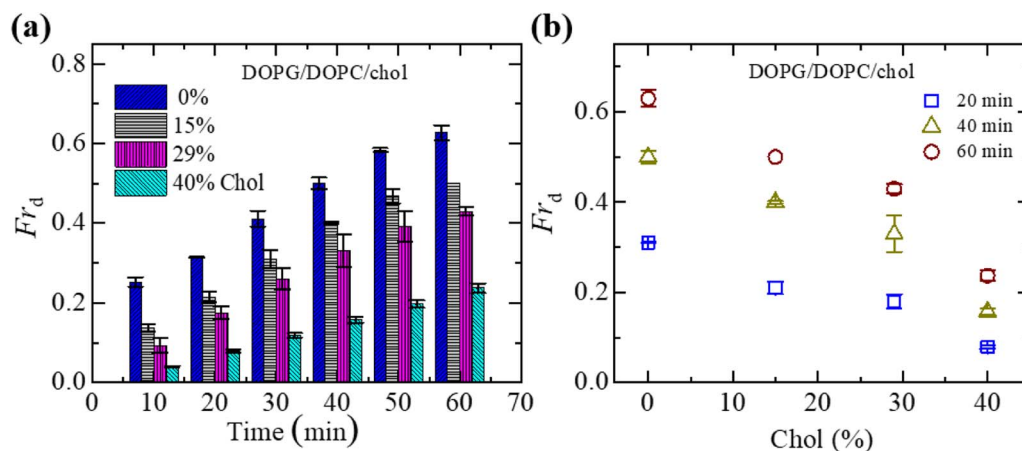 (a)
DOPG/DOPC/chol
0%
15%
29%
40% Chol
Fr_d
0.8
0.6
0.4
0.2
0.0
0 10 20 30 40 50 60 70
Time (min)
(b)
DOPG/DOPC/chol
20 min
40 min
60 min
Fr_d
0.6
0.4
0.2
0.0
0 10 20 30 40
Chol (%)